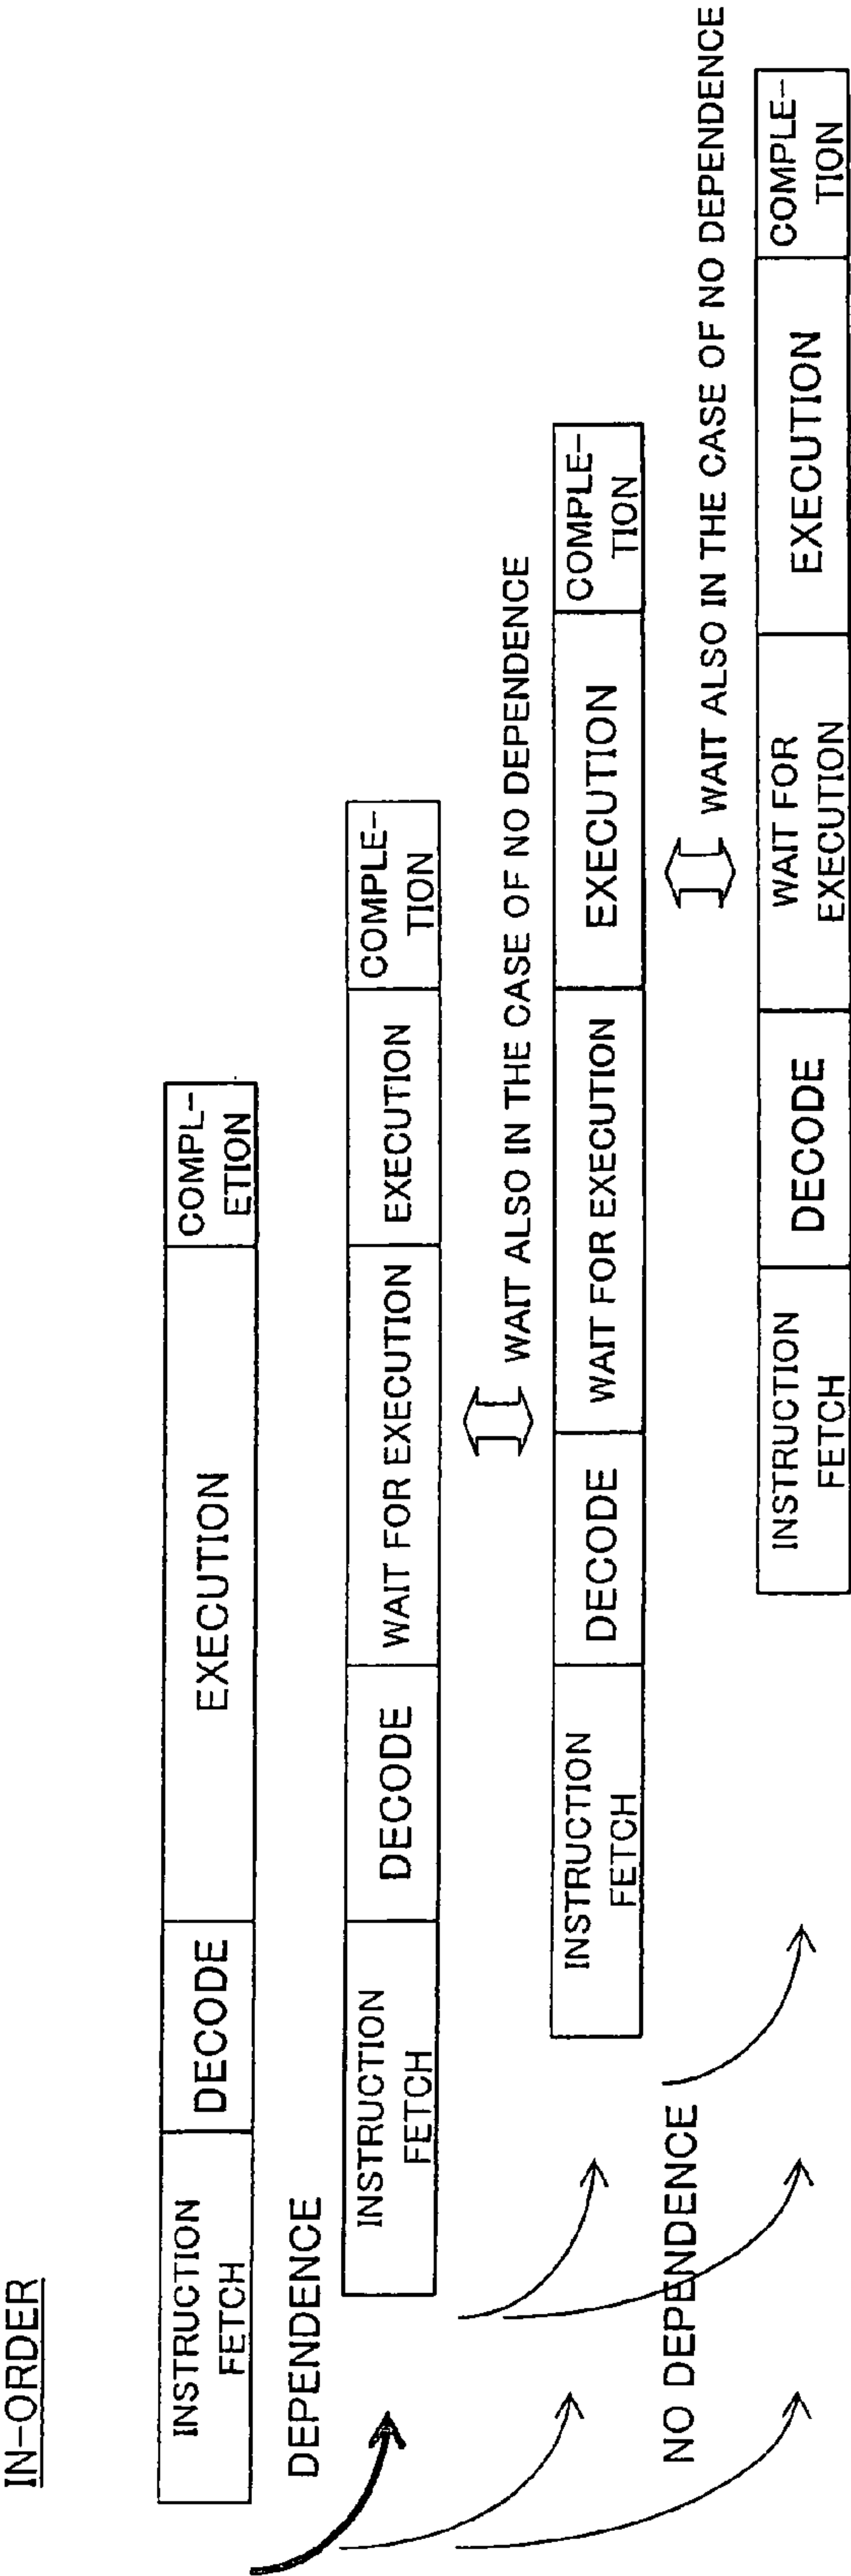 IN-ORDER
INSTRUCTION
FETCH
DECODE
EXECUTION
COMPL-
ETION
DEPENDENCE
INSTRUCTION
FETCH
DECODE
WAIT FOR EXECUTION
EXECUTION
COMPLE-
TION
WAIT ALSO IN THE CASE OF NO DEPENDENCE
INSTRUCTION
FETCH
DECODE
WAIT FOR EXECUTION
EXECUTION
COMPLE-
TION
NO DEPENDENCE
WAIT ALSO IN THE CASE OF NO DEPENDENCE
INSTRUCTION
FETCH
DECODE
WAIT FOR
EXECUTION
EXECUTION
COMPLE-
TION